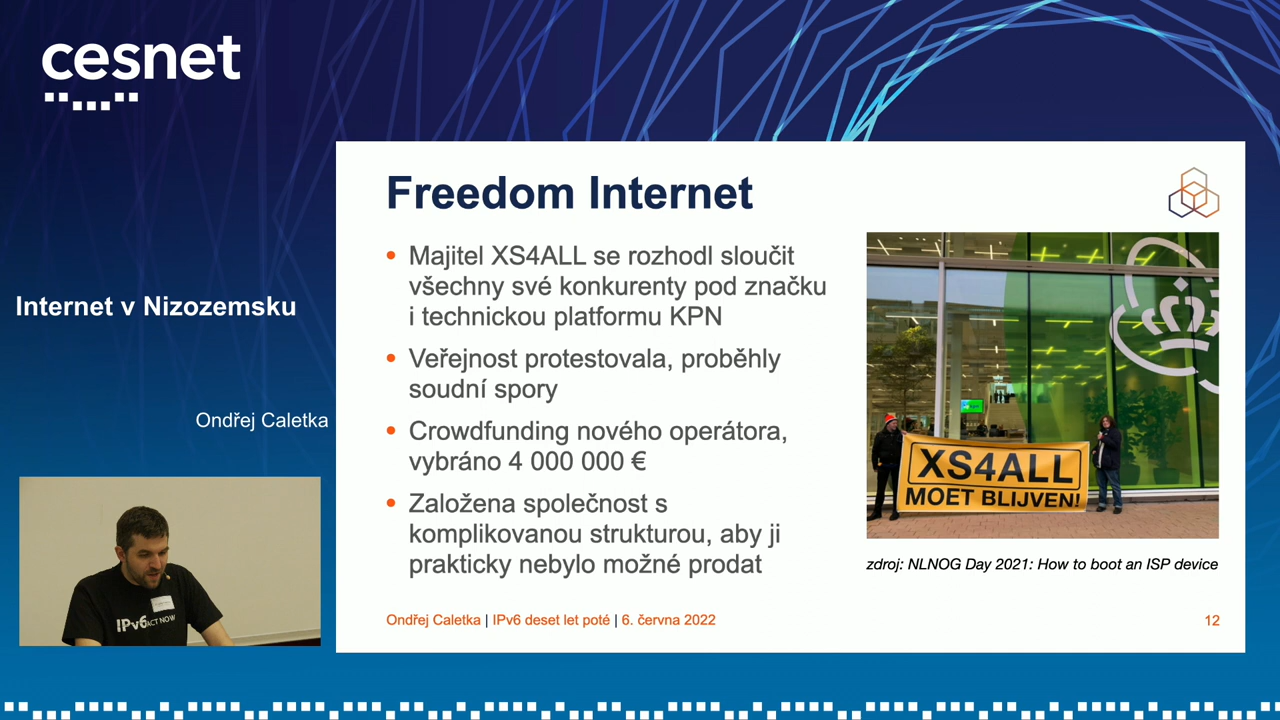 cesnet
Internet v Nizozemsku
Ondřej Caletka
Freedom Internet
• Majitel XS4ALL se rozhodl sloučit
všechny své konkurenty pod značku
i technickou platformu KPN
• Veřejnost protestovala, proběhly
soudní spory
• Crowdfunding nového operátora,
vybráno 4 000 000 €
• Založena společnost s
komplikovanou strukturou, aby ji
prakticky nebylo možné prodat
XS4ALL
MOET BLIJVEN!
zdroj: NLNOG Day 2021: How to boot an ISP device
Ondřej Caletka | IPv6 deset let poté | 6. června 2022
12
IPv6 ACT NOW